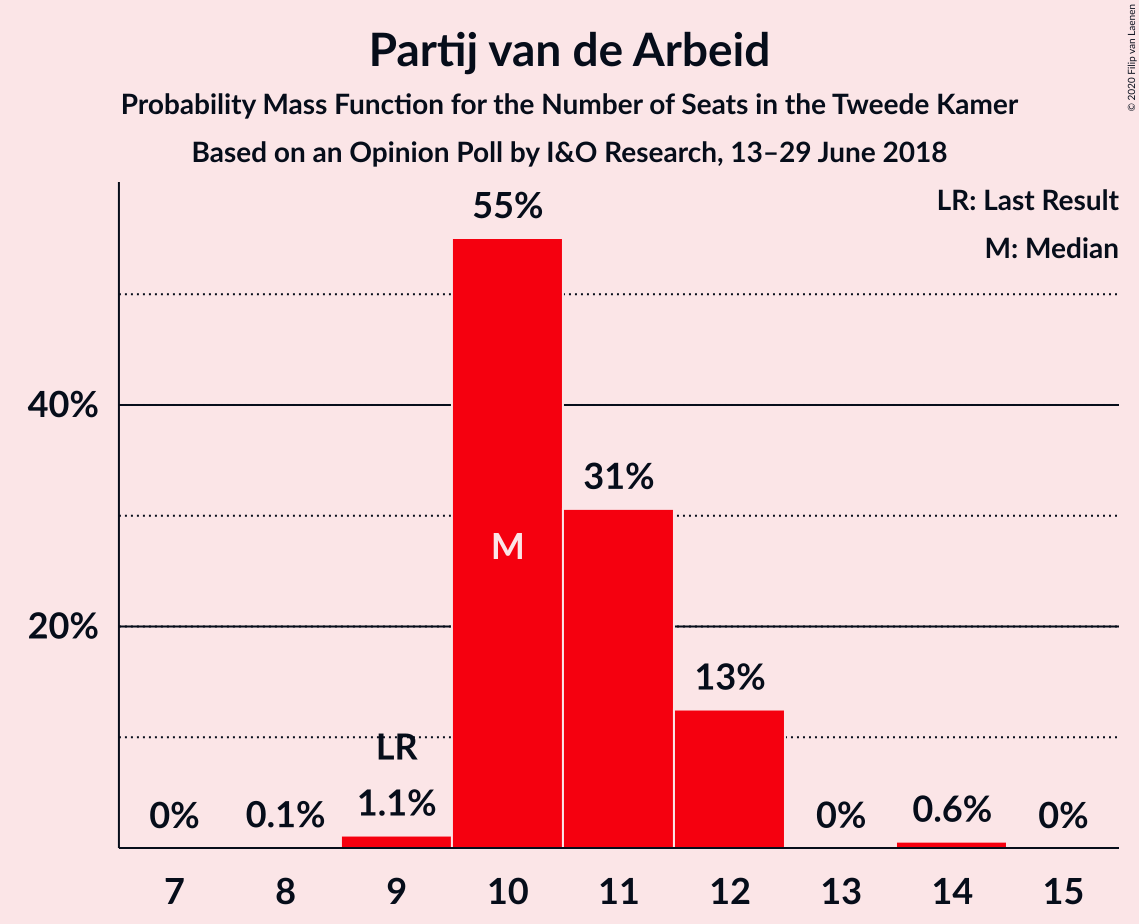 Partij van de Arbeid
Probability Mass Function for the Number of Seats in the Tweede Kamer
Based on an Opinion Poll by I&O Research, 13–29 June 2018
© 2020 Filip van Laenen
LR: Last Result
M: Median
55%
40%
31%
M
20%
13%
LR
0%
0.1%
1.1%
0%
0.6%
0%
7 8 9 10 11 12 13 14 15